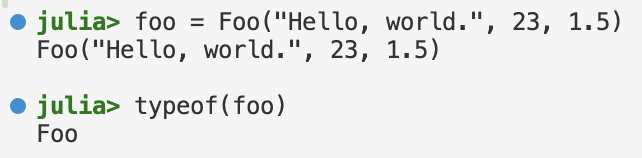 julia> foo = Foo("Hello, world.", 23, 1.5)
Foo("Hello, world.", 23, 1.5)
julia> typeof(foo)
Foo